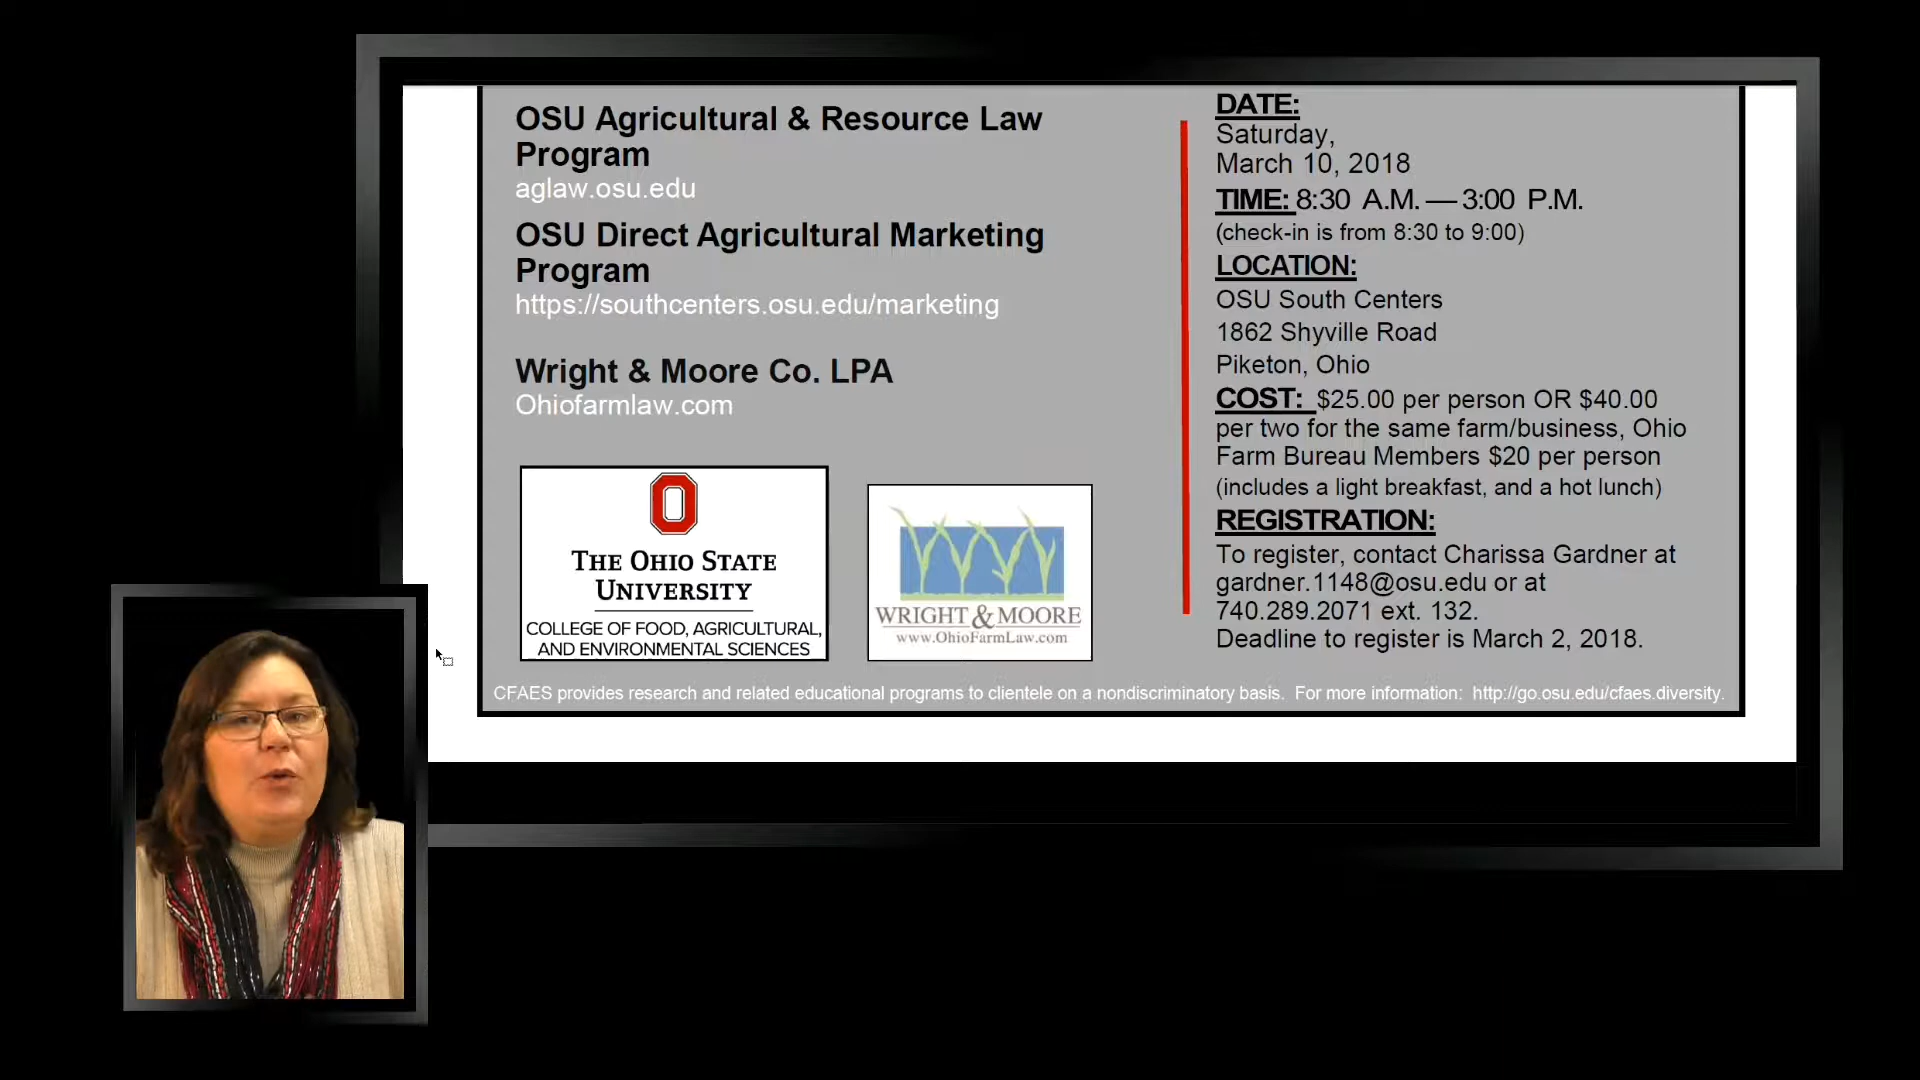 OSU Agricultural & Resource Law
Program
aglaw.osu.edu
OSU Direct Agricultural Marketing
Program
https://southcenters.osu.edu/marketing
Wright & Moore Co. LPA
Ohiofarmlaw.com
THE OHIO STATE
UNIVERSITY
COLLEGE OF FOOD, AGRICULTURAL,
AND ENVIRONMENTAL SCIENCES
WRIGHT & MOORE
www.OhioFarmLaw.com
DATE:
Saturday,
March 10, 2018
TIME: 8:30 A.M. — 3:00 P.M.
(check-in is from 8:30 to 9:00)
LOCATION:
OSU South Centers
1862 Shyville Road
Piketon, Ohio
COST: $25.00 per person OR $40.00
per two for the same farm/business, Ohio
Farm Bureau Members $20 per person
(includes a light breakfast, and a hot lunch)
REGISTRATION:
To register, contact Charissa Gardner at
gardner.1148@osu.edu or at
740.289.2071 ext. 132.
Deadline to register is March 2, 2018.
CFAES provides research and related educational programs to clientele on a nondiscriminatory basis. For more information: http://go.osu.edu/cfaes.diversity.